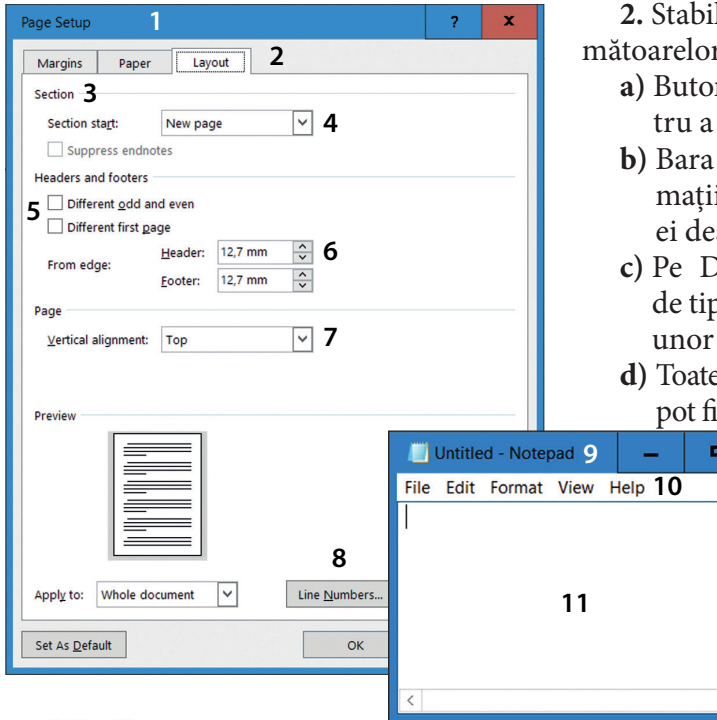 Page Setup 1 ? x
Margins Paper Layout 2
Section 3
Section start: New page 4
Suppress endnotes
Headers and footers
5 Different odd and even
Different first page
From edge: Header: 12,7 mm 6
Footer: 12,7 mm
Page
Vertical alignment: Top 7
Preview
8
Apply to: Whole document Line Numbers...
Set As Default OK
2. Stabil
mătoarelor
a) Buton
tru a
b) Bara
mații
ei de
c) Pe D
de tip
unor
d) Toate
pot fi
Untitled - Notepad 9
File Edit Format View Help 10
11